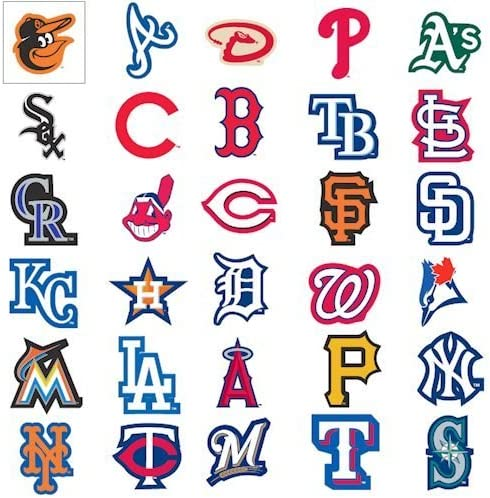 A P A's
Sox C B TB STL
CR C SF SD
KC H D W
M LA A P NY
NY TC M T S